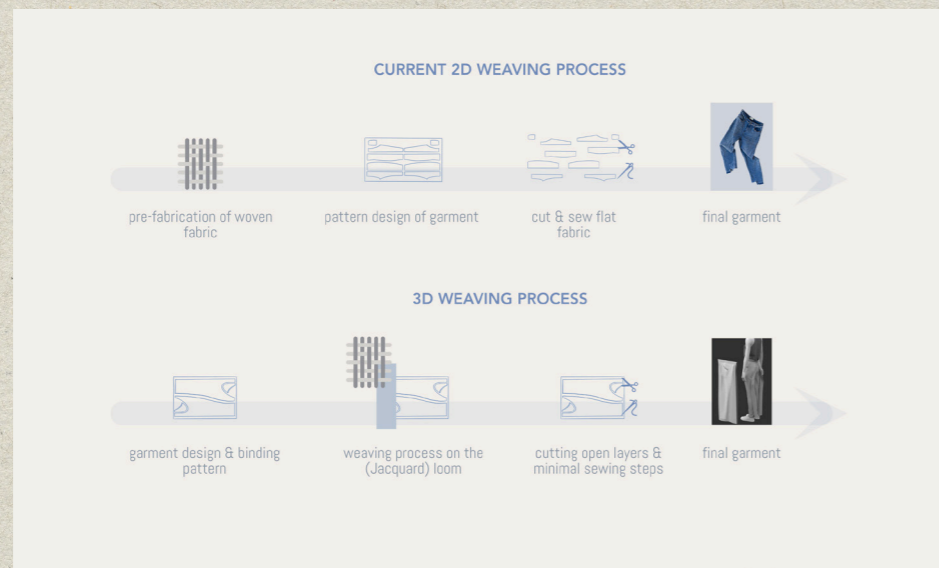 CURRENT 2D WEAVING PROCESS
pre-fabrication of woven
fabric
pattern design of garment
cut & sew flat
fabric
final garment
3D WEAVING PROCESS
garment design & binding
pattern
weaving process on the
(Jacquard) loom
cutting open layers &
minimal sewing steps
final garment